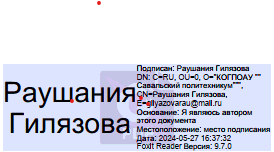 Раушания
Гилязова
Подписан: Раушания Гилязова
DN: C=RU, OU=0, O="КОГПОАУ ""
Савальский политехникум""",
CN=Раушания Гилязова,
E=gilyazovarau@mail.ru
Основание: Я являюсь автором
этого документа
Местоположение: место подписания
Дата: 2024-05-27 16:37:32
Foxit Reader Версия: 9.7.0